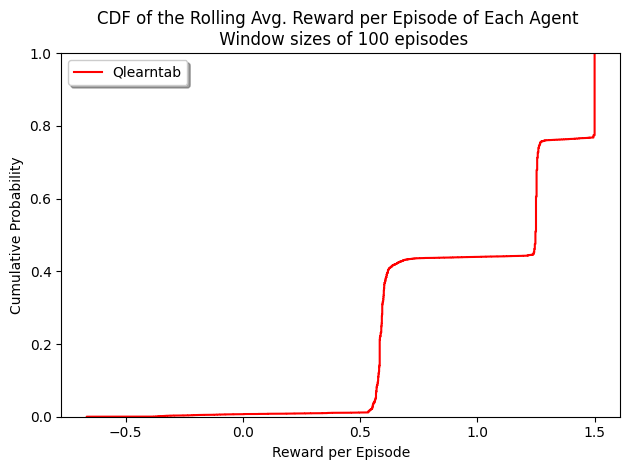 CDF of the Rolling Avg. Reward per Episode of Each Agent
Window sizes of 100 episodes
Qlearntab
1.0
0.8
0.6
0.4
0.2
0.0
Cumulative Probability
−0.5
0.0
0.5
1.0
1.5
Reward per Episode